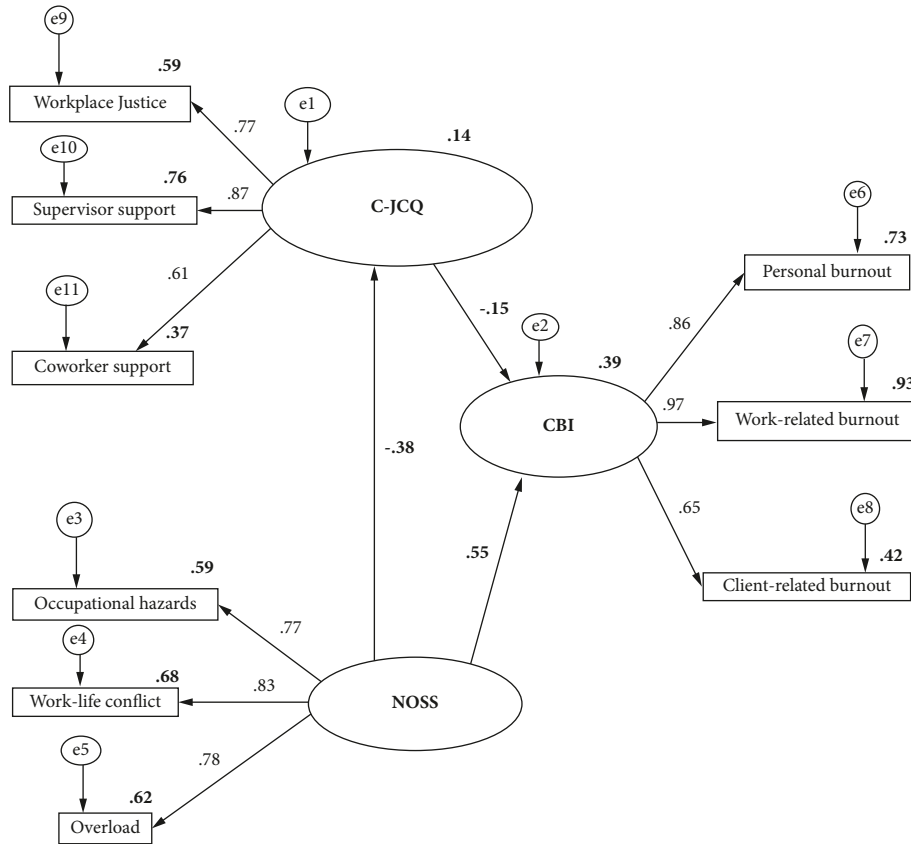 e9
.59
Workplace Justice
.77
e1
.14
e10
.76
.87
Supervisor support
C-JCQ
e6
.73
Personal burnout
.61
e11
.37
Coworker support
-.15
e2
.39
.86
e7
.93
.97
Work-related burnout
CBI
-.38
e3
.59
Occupational hazards
.55
.65
e8
.42
Client-related burnout
.77
e4
.68
.83
Work-life conflict
NOSS
e5
.78
.62
Overload